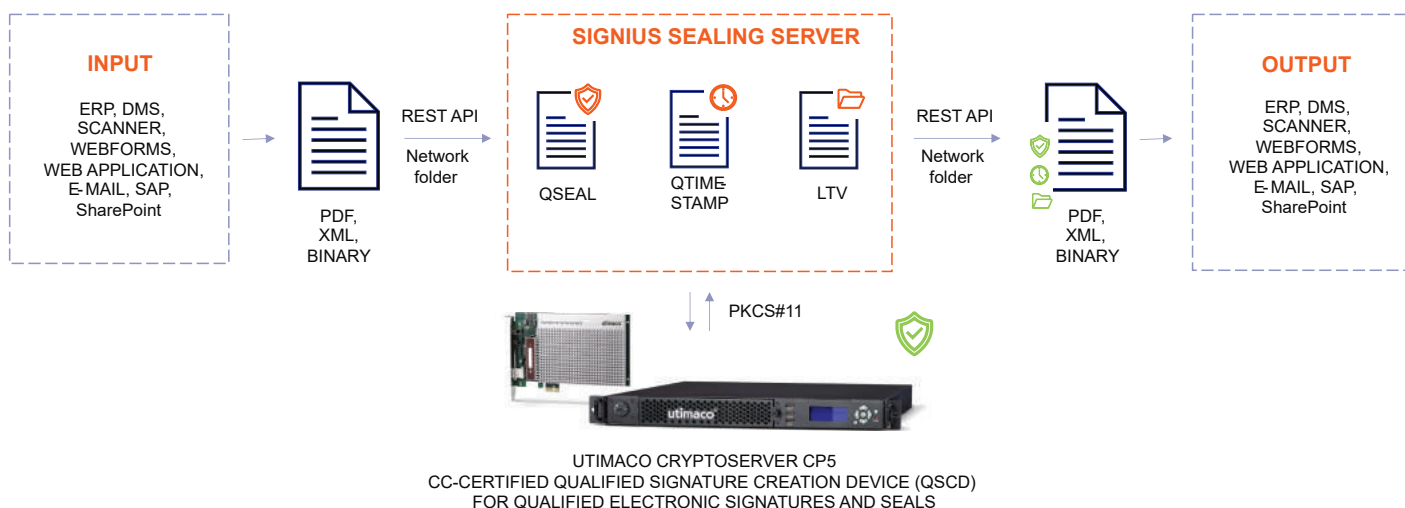 INPUT
ERP, DMS,
SCANNER,
WEBFORMS,
WEB APPLICATION,
E-MAIL, SAP,
SharePoint
PDF,
XML,
BINARY
REST API
Network
folder
SIGNIUS SEALING SERVER
QSEAL
QTIME-
STAMP
LTV
REST API
Network
folder
PDF,
XML,
BINARY
OUTPUT
ERP, DMS,
SCANNER,
WEBFORMS,
WEB APPLICATION,
E-MAIL, SAP,
SharePoint
PKCS#11
utimaco
utimaco
UTIMACO CRYPTOSERVER CP5
CC-CERTIFIED QUALIFIED SIGNATURE CREATION DEVICE (QSCD)
FOR QUALIFIED ELECTRONIC SIGNATURES AND SEALS